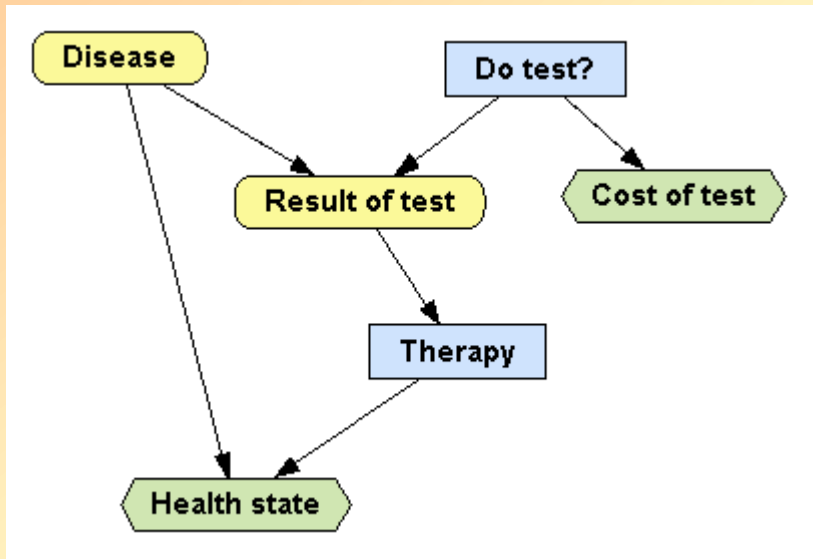 Disease
Do test?
Result of test
Cost of test
Therapy
Health state